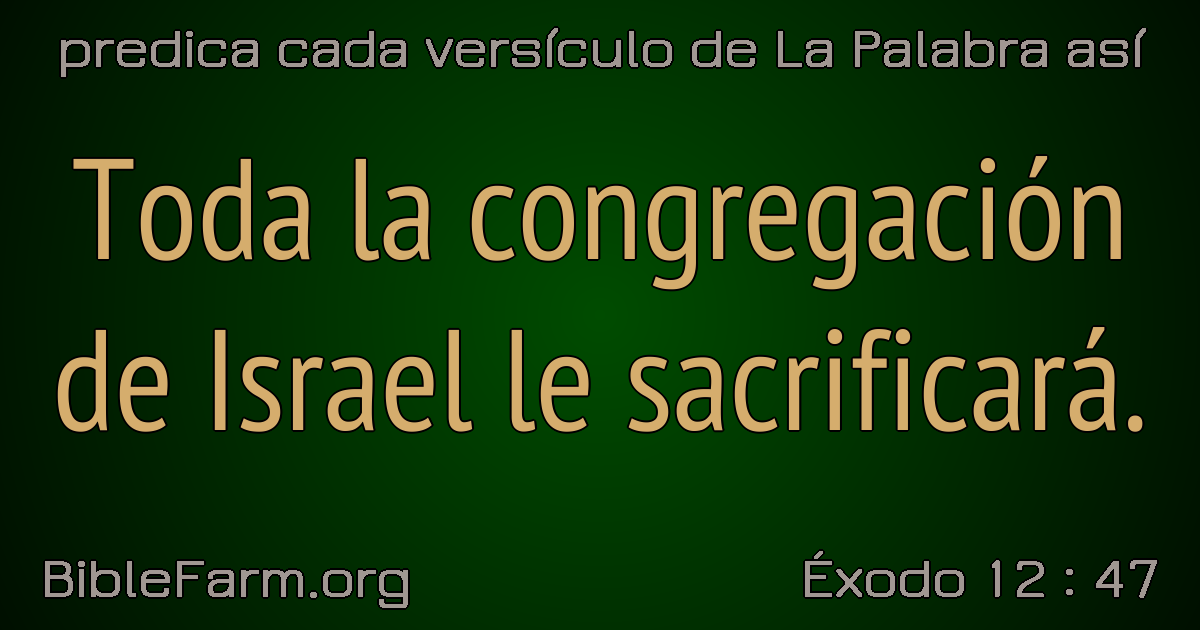 predica cada versículo de La Palabra así
Toda la congregación
de Israel le sacrificará.
BibleFarm.org
Éxodo 12 : 47